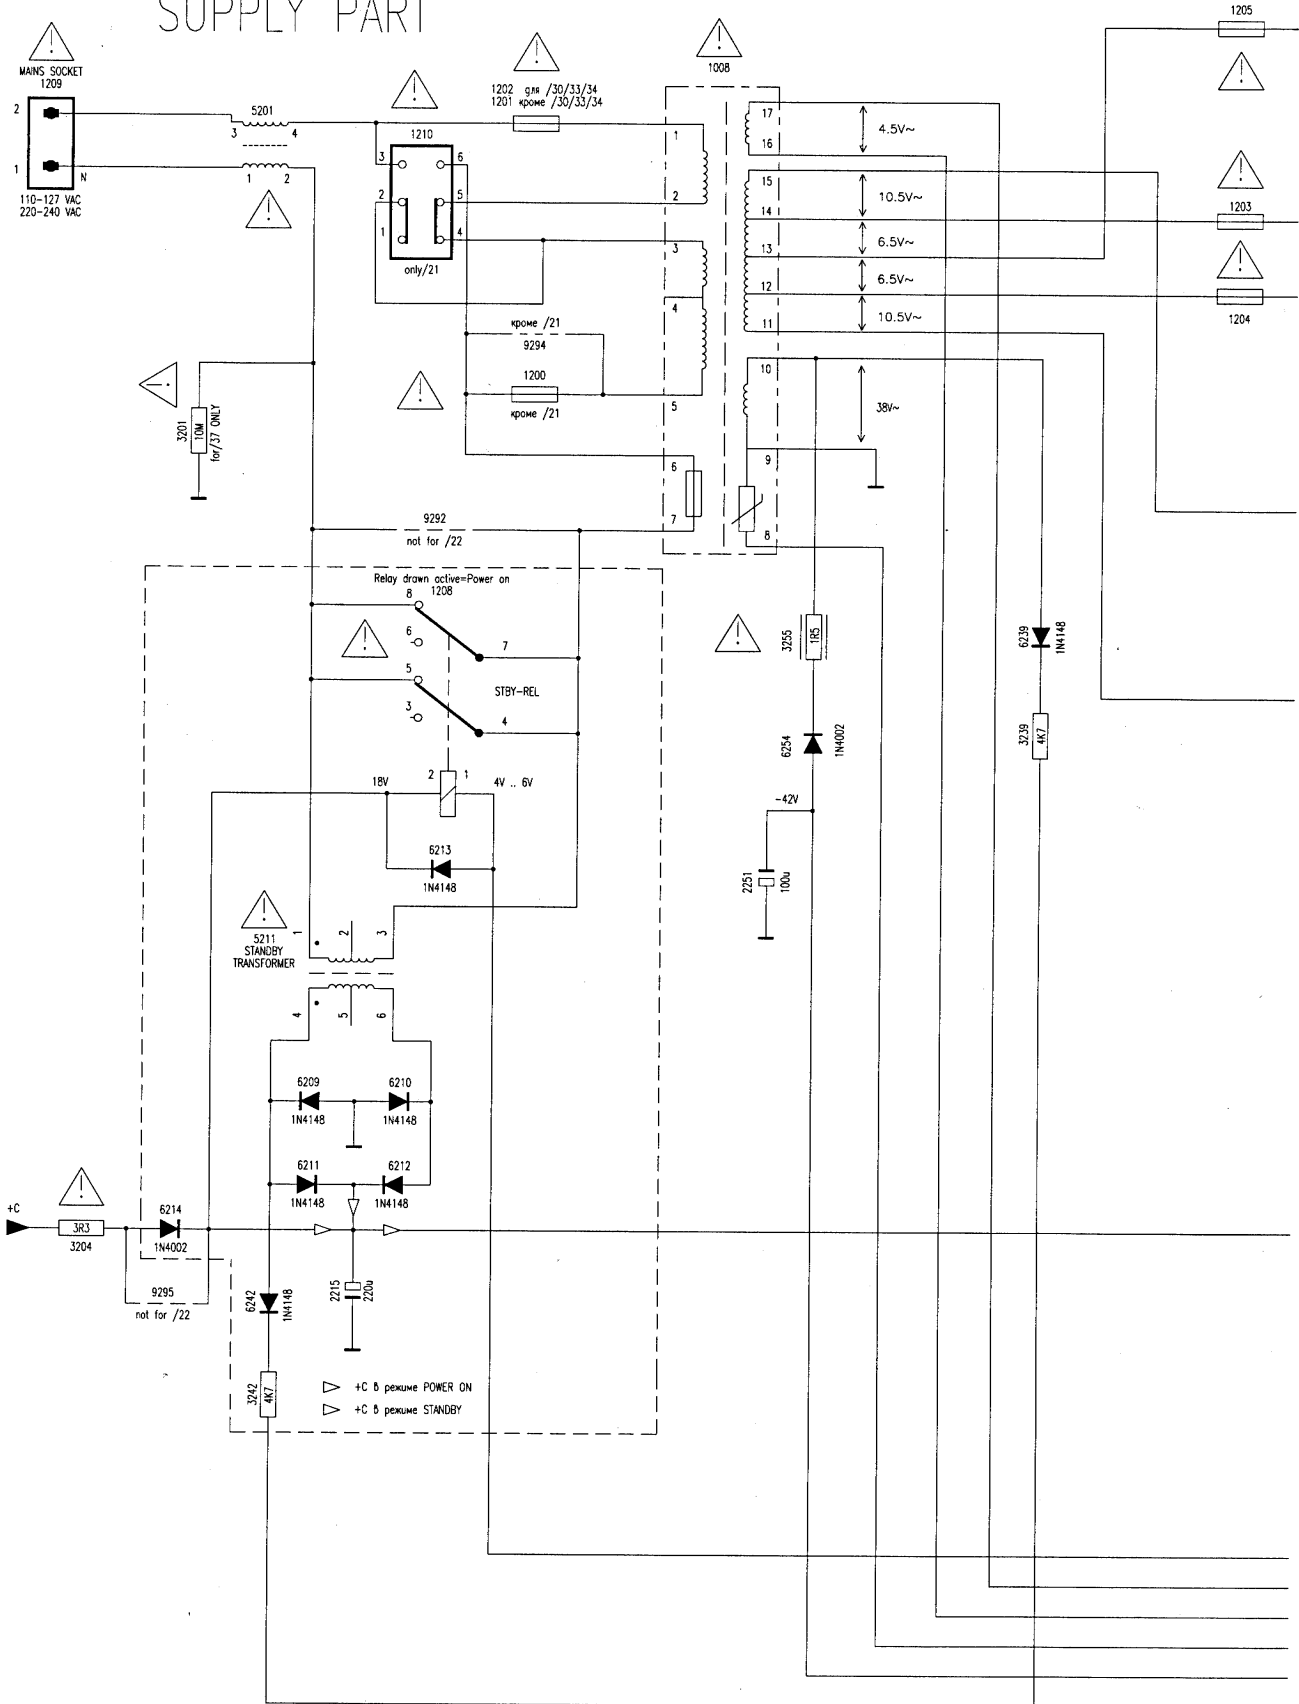 SUPPLY PART
1205
MAINS SOCKET
1209
1008
1202 для /30/33/34
1201 кроме /30/33/34
2
1
N
110-127 VAC
220-240 VAC
5201
3
4
1
2
1210
3
6
2
5
1
4
only/21
1
2
3
4
5
6
7
17
16
15
14
13
12
11
10
9
8
4.5V~
10.5V~
6.5V~
6.5V~
10.5V~
38V~
1203
1204
кроме /21
9294
1200
кроме /21
3201
10M
for/37 ONLY
9292
not for /22
Relay drawn active=Power on
1208
8
6
7
5
3
4
STBY-REL
18V
2
1
4V .. 6V
6213
1N4148
3255
1R5
6254
1N4002
-42V
2251
100u
6239
1N4148
3239
4K7
5211
STANDBY
TRANSFORMER
1
2
3
4
5
6
6209
1N4148
6210
1N4148
6211
1N4148
6212
1N4148
+C
3R3
3204
6214
1N4002
9295
not for /22
6242
1N4148
2215
220u
3242
4K7
+C в режиме POWER ON
+C в режиме STANDBY